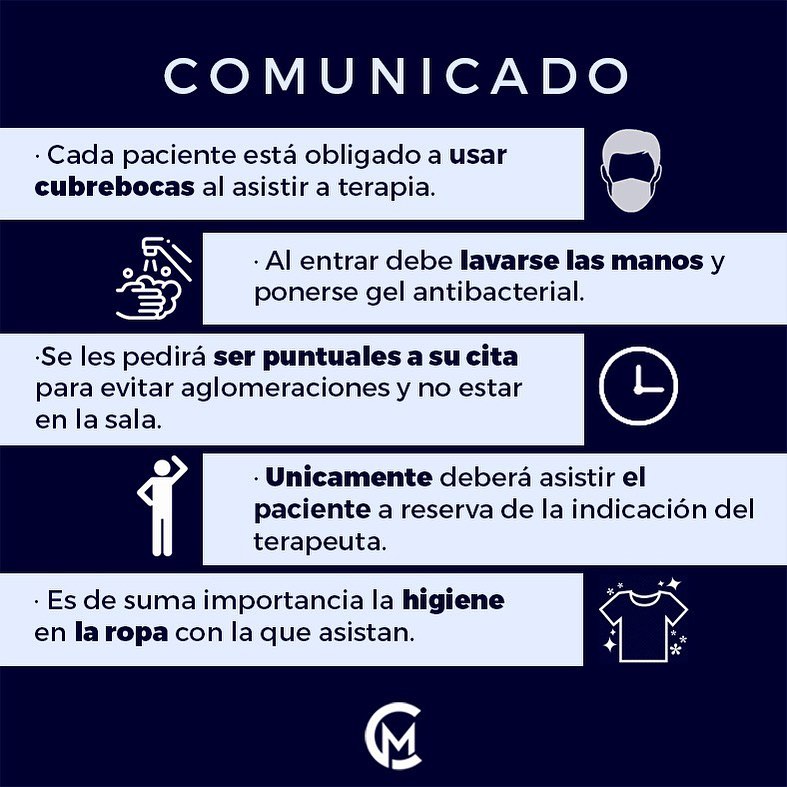 COMUNICADO
· Cada paciente está obligado a usar
cubrebocas al asistir a terapia.
· Al entrar debe lavarse las manos y
ponerse gel antibacterial.
·Se les pedirá ser puntuales a su cita
para evitar aglomeraciones y no estar
en la sala.
· Unicamente deberá asistir el
paciente a reserva de la indicación del
terapeuta.
· Es de suma importancia la higiene
en la ropa con la que asistan.
CM